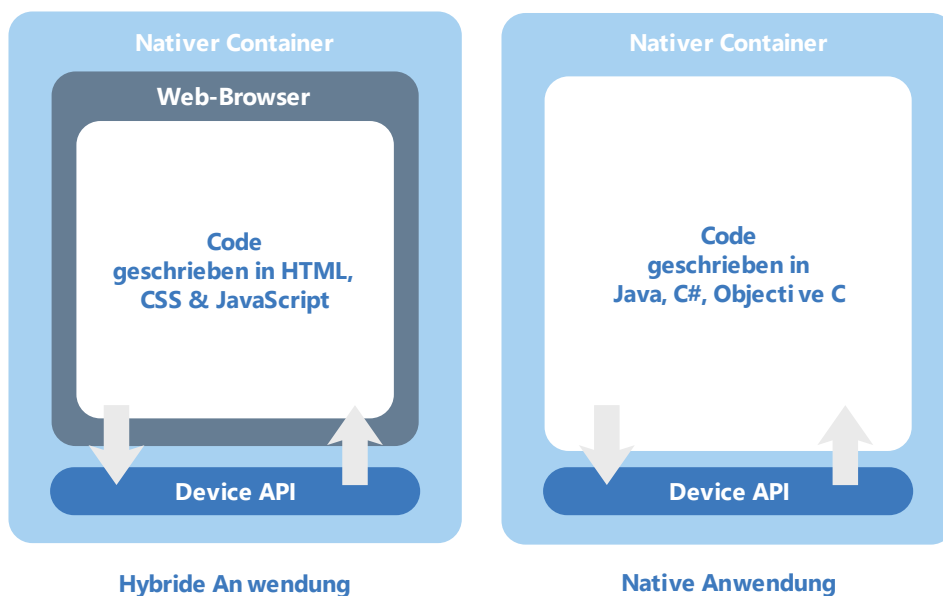 Nativer Container
Web-Browser
Code
geschrieben in HTML,
CSS & JavaScript
Device API
Hybride An wendung
Nativer Container
Code
geschrieben in
Java, C#, Objecti ve C
Device API
Native Anwendung